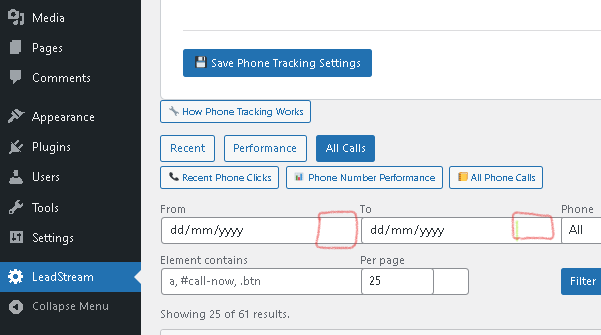 Media
Pages
Comments
Appearance
Plugins
Users
Tools
Settings
LeadStream
Collapse Menu
Save Phone Tracking Settings
How Phone Tracking Works
Recent Performance All Calls
Recent Phone Clicks Phone Number Performance All Phone Calls
From To Phone
dd/mm/yyyy dd/mm/yyyy All
Element contains Per page
a, #call-now, .btn 25 Filter
Showing 25 of 61 results.